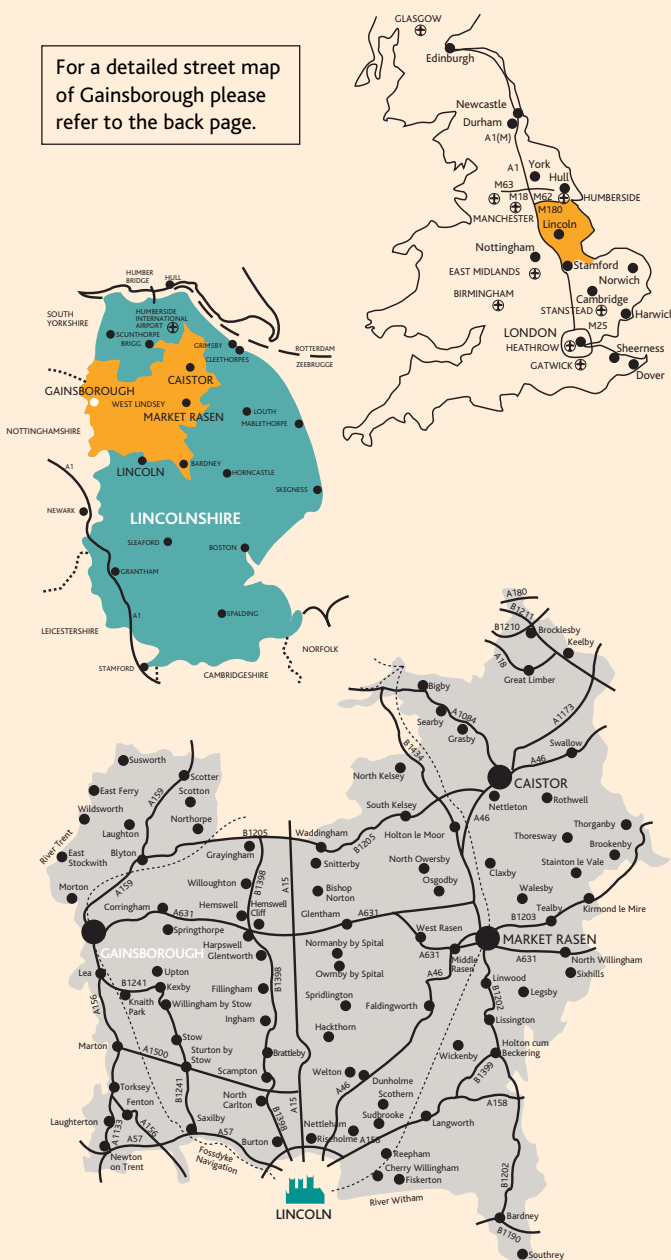 For a detailed street map
of Gainsborough please
refer to the back page.
GLASGOW
Edinburgh
Newcastle
Durham
A1(M)
A1
York
Hull
M63
M18
M62
HUMBERSIDE
MANCHESTER
M180
Lincoln
Nottingham
Stamford
EAST MIDLANDS
Norwich
BIRMINGHAM
Cambridge
STANSTEAD
Harwich
M25
LONDON
HEATHROW
Sheerness
GATWICK
Dover
HUMBER
BRIDGE
HULL
SOUTH
YORKSHIRE
HUMBERSIDE
INTERNATIONAL
AIRPORT
SCUNTHORPE
BRIGG
GRIMSBY
CLEETHORPES
ROTTERDAM
ZEEBRUGGE
CAISTOR
GAINSBOROUGH
WEST LINDSEY
MARKET RASEN
LOUTH
MABLETHORPE
NOTTINGHAMSHIRE
LINCOLN
BARDNEY
HORNCASTLE
A1
SKEGNESS
NEWARK
LINCOLNSHIRE
SLEAFORD
BOSTON
GRANTHAM
A1
SPALDING
LEICESTERSHIRE
NORFOLK
STAMFORD
CAMBRIDGESHIRE
A180
B1211
B1210
Brocklesby
Keelby
A18
Great Limber
Bigby
Searby
A1084
Grasby
A1173
B1434
Swallow
A46
Susworth
Scotter
North Kelsey
CAISTOR
East Ferry
Scotton
A159
Nettleton
Rothwell
Wildsworth
South Kelsey
A46
Laughton
Northorpe
Holton le Moor
Thorganby
River Trent
B1205
Waddingham
B1205
Thoresway
Brookenby
East
Stockwith
Blyton
Grayingham
Snitterby
North Owersby
Claxby
Stainton le Vale
A159
Willoughton
B1398
A15
Bishop
Norton
Osgodby
Walesby
Morton
Corringham
Hemswell
Hemswell
Cliff
Tealby
Kirmond le Mire
A631
Glentham
A631
B1203
Springthorpe
West Rasen
GAINSBOROUGH
Harpswell
Normanby by Spital
MARKET RASEN
Glentworth
A631
Middle
Rasen
A631
North Willingham
Lea
Upton
Owmby by Spital
A46
Sixhills
B1241
Kexby
B1398
Linwood
Knaith
Park
Willingham by Stow
Fillingham
Spridlington
B1202
Legsby
A156
Faldingworth
Ingham
Lissington
Stow
Hackthorn
Marton
A1500
Sturton by
Stow
Brattleby
Wickenby
Holton cum
Beckering
Scampton
Welton
B1399
Torksey
B1241
Dunholme
A46
Fenton
North
Carlton
A15
Scothern
A158
Laughterton
A156
Saxilby
B1398
Nettleham
Sudbrooke
Langworth
A1133
A57
A57
Burton
Riseholme
A158
Newton
on Trent
Fossdyke
Navigation
Reepham
Cherry Willingham
Fiskerton
B1202
LINCOLN
River Witham
Bardney
B1190
Southrey